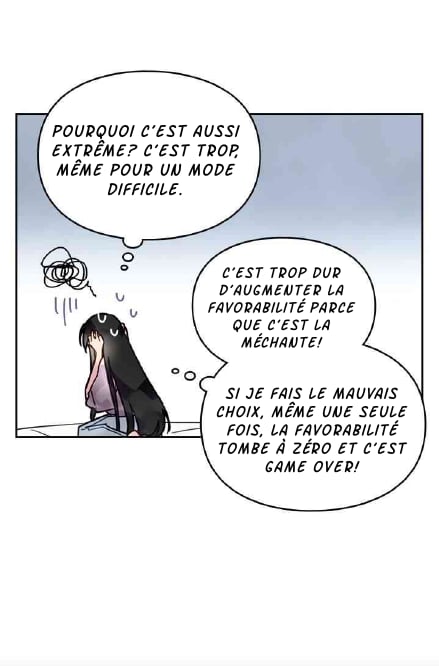 POURQUOI C'EST AUSSI
EXTRÊME? C'EST TROP,
MÊME POUR UN MODE
DIFFICILE.
C'EST TROP DUR
D'AUGMENTER LA
FAVORABILITÉ PARCE
QUE C'EST LA
MÉCHANTE!
SI JE FAIS LE MAUVAIS
CHOIX, MÊME UNE SEULE
FOIS, LA FAVORABILITÉ
TOMBE À ZÉRO ET C'EST
GAME OVER!